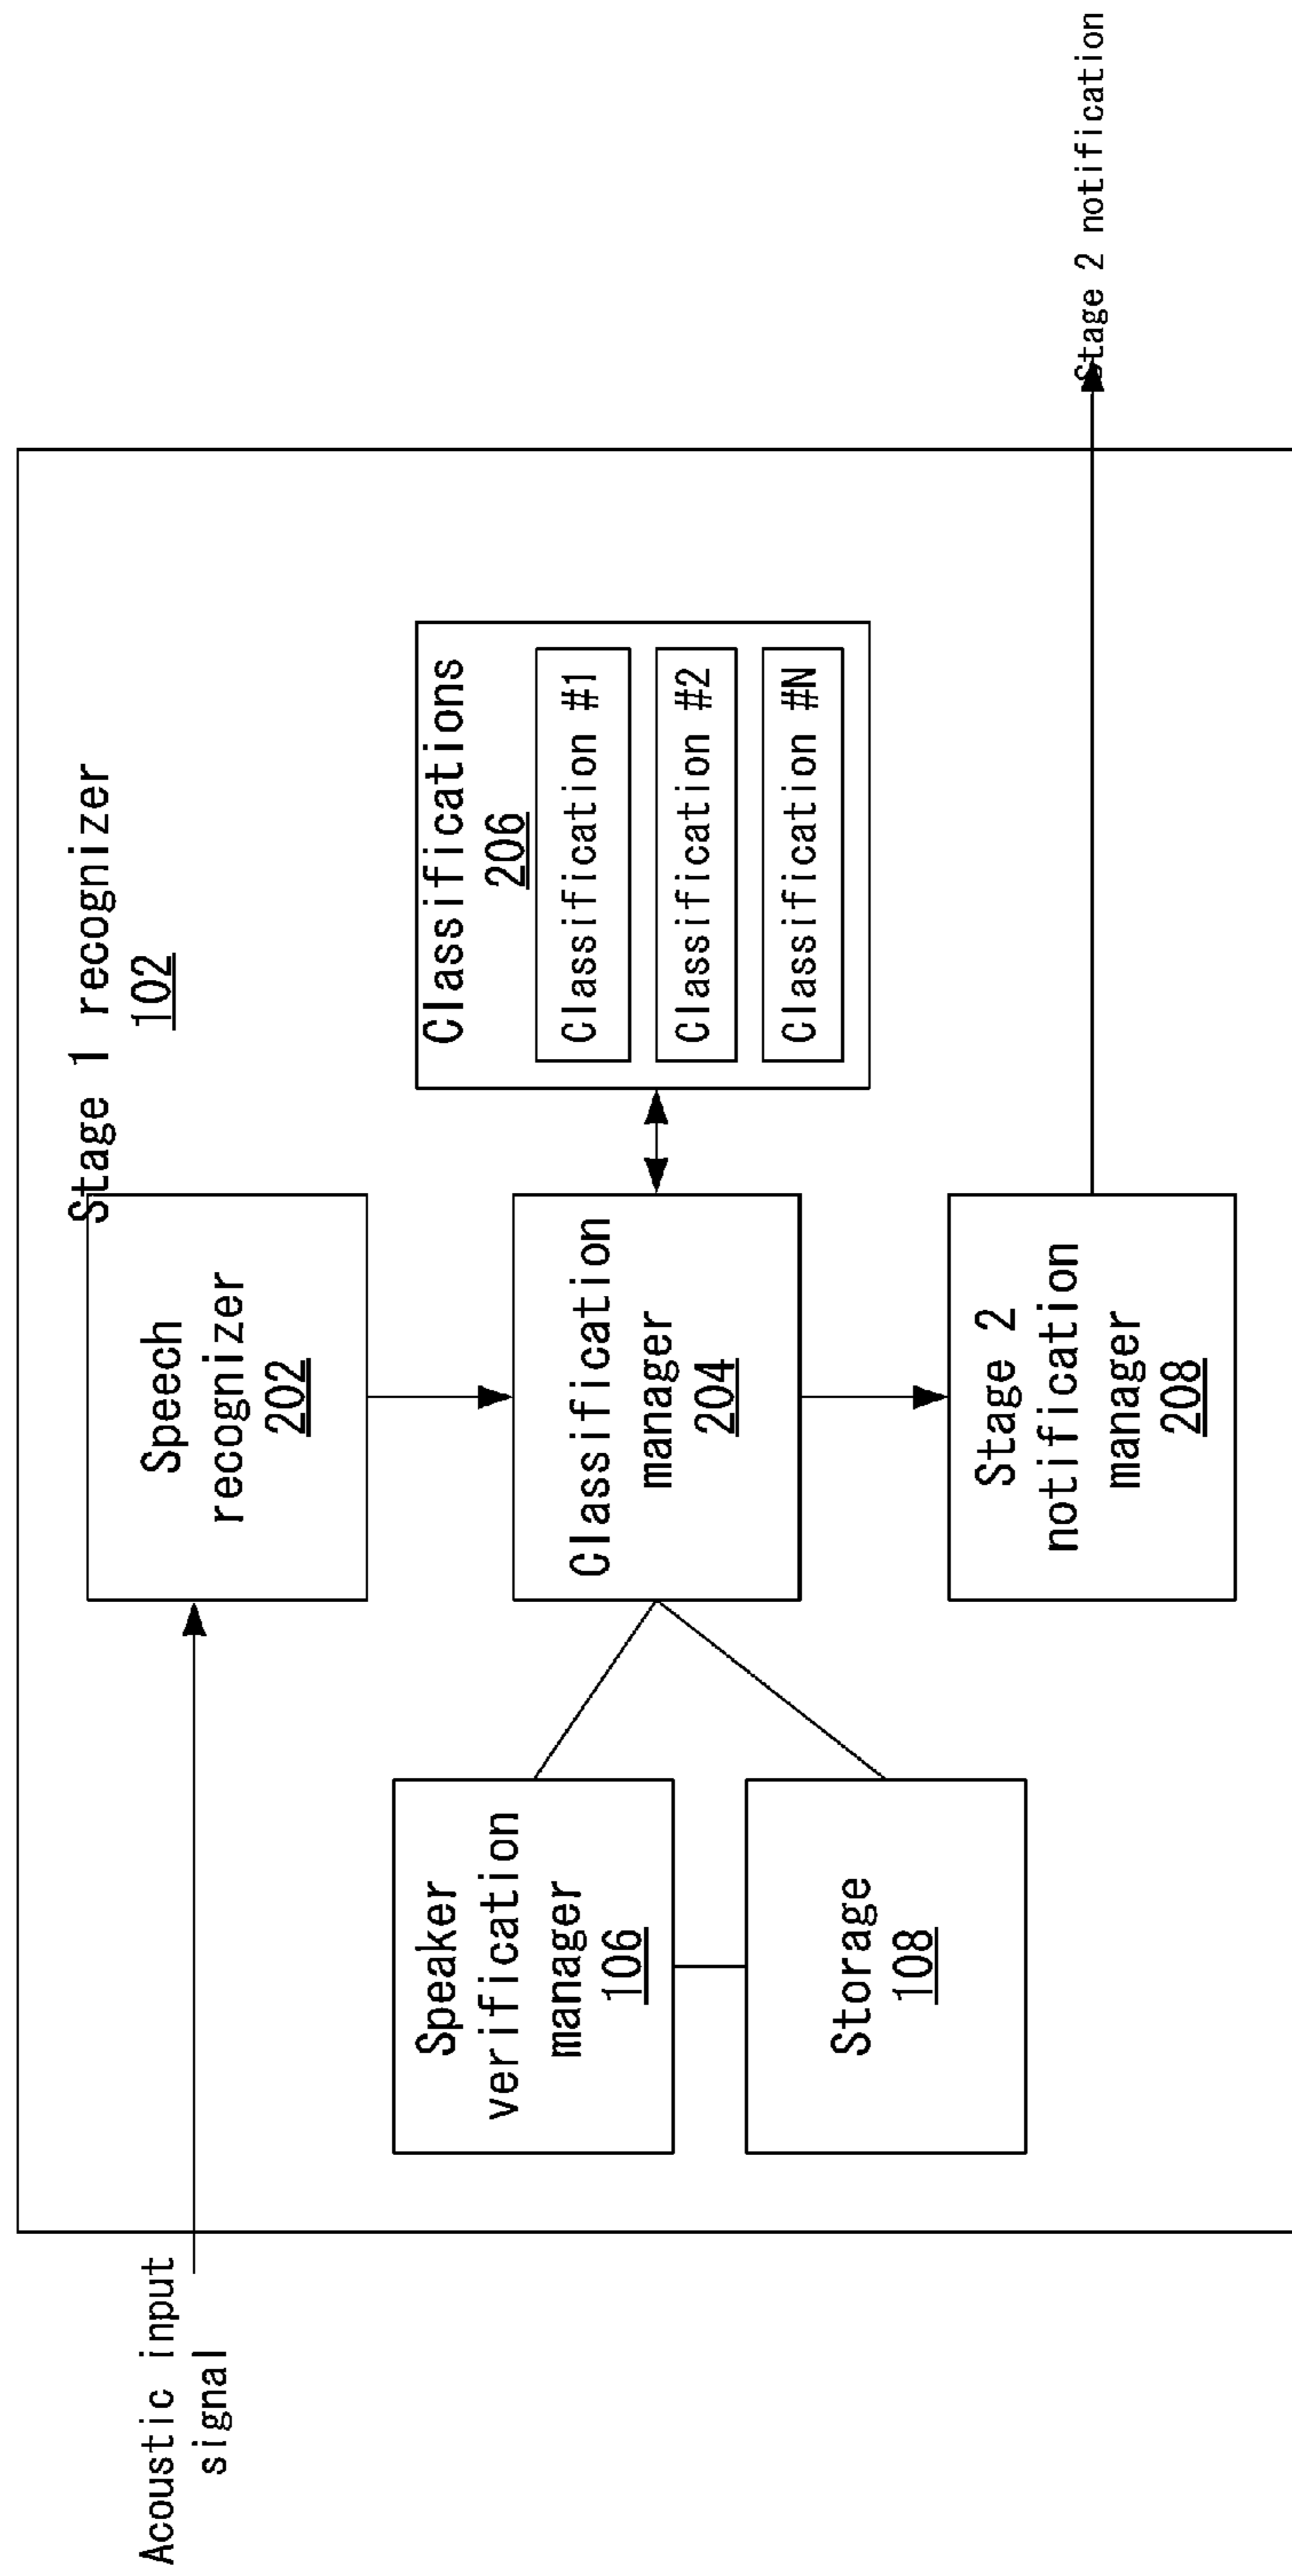 Stage 1 recognizer
102
Acoustic input
signal
Speech
recognizer
202
Speaker
verification
manager
106
Storage
108
Classification
manager
204
Classifications
206
Classification #1
Classification #2
Classification #N
Stage 2
notification
manager
208
Stage 2 notification